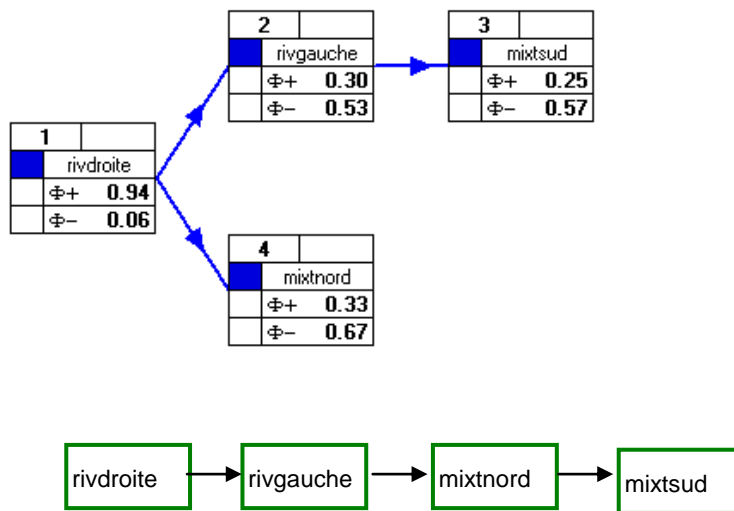 2
rivgauche
Φ+ 0.30
Φ− 0.53
3
mixtsud
Φ+ 0.25
Φ− 0.57
1
rivdroite
Φ+ 0.94
Φ− 0.06
4
mixtnord
Φ+ 0.33
Φ− 0.67
rivdroite rivgauche mixtnord mixtsud